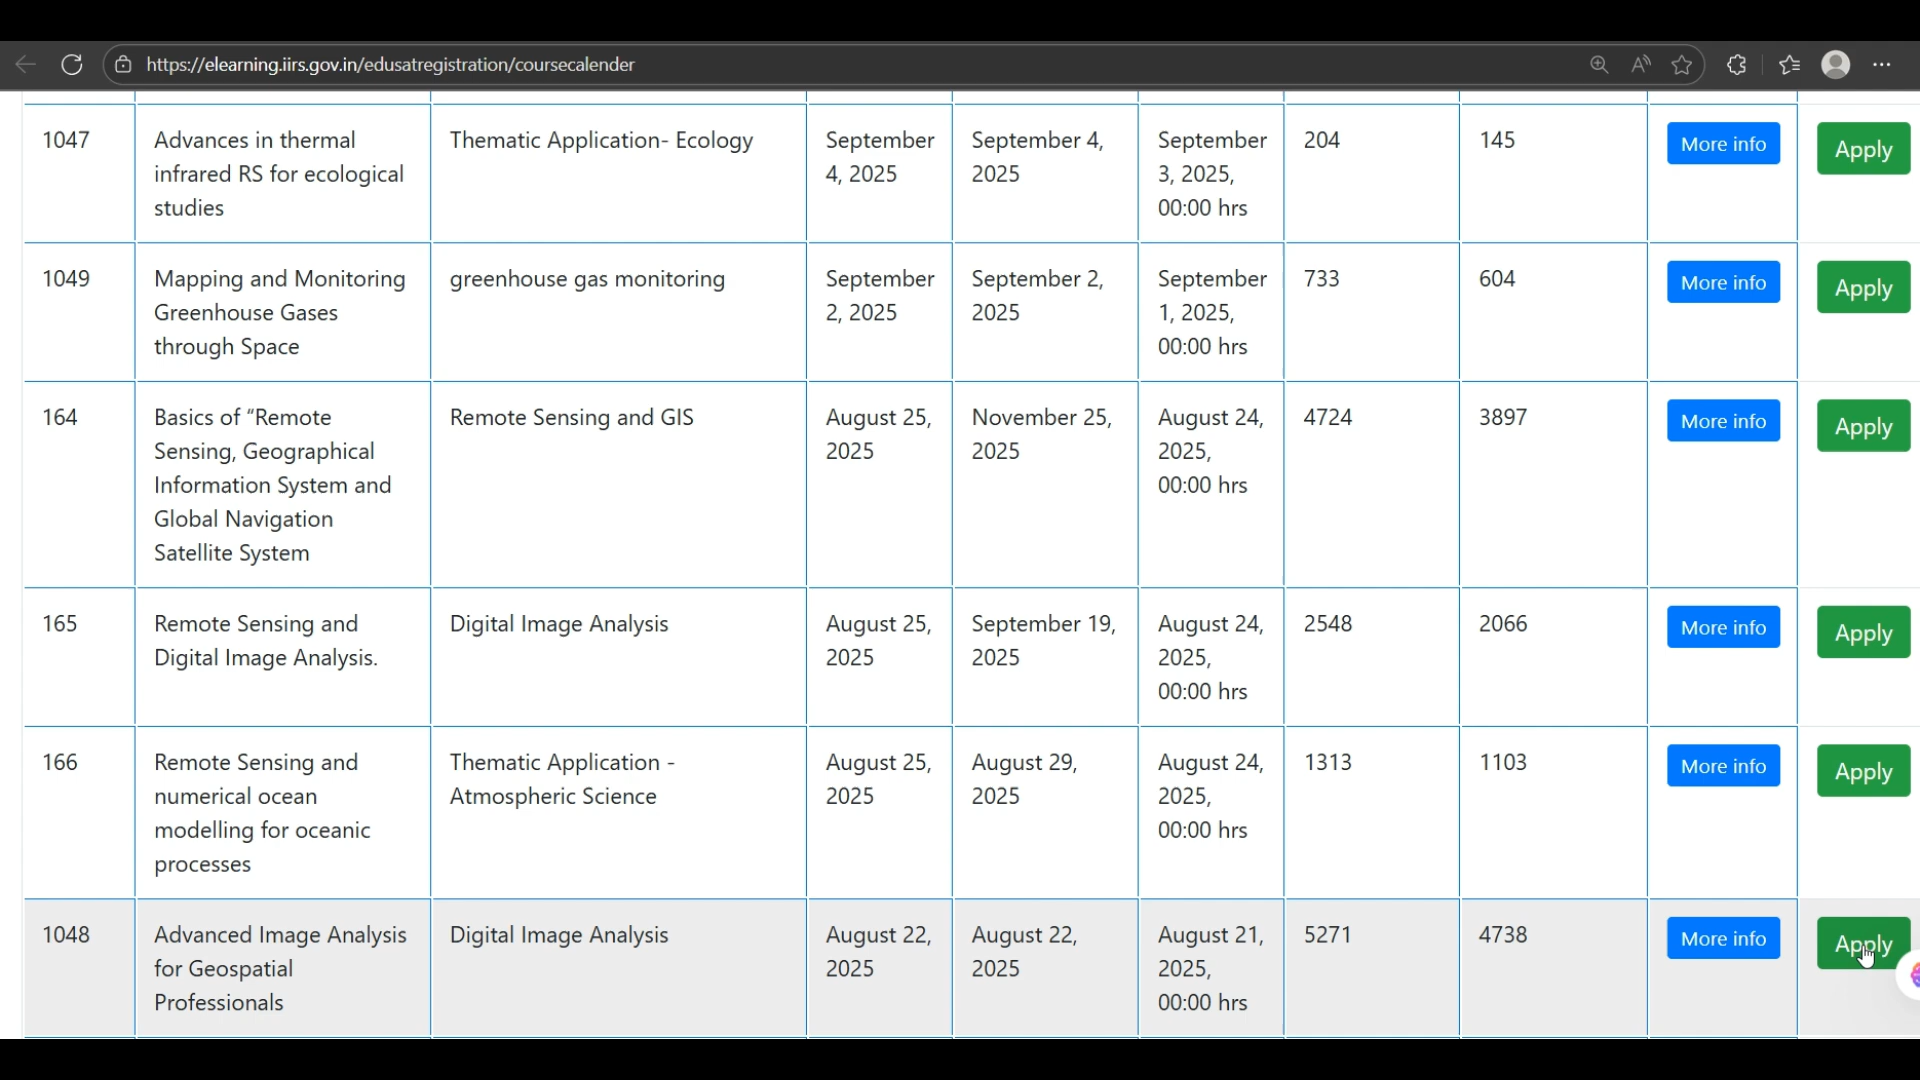 https://elearning.iirs.gov.in/edusatregistration/coursecalender
1047 Advances in thermal infrared RS for ecological studies Thematic Application- Ecology September 4, 2025 September 4, 2025 September 3, 2025, 00:00 hrs 204 145 More info Apply
1049 Mapping and Monitoring Greenhouse Gases through Space greenhouse gas monitoring September 2, 2025 September 2, 2025 September 1, 2025, 00:00 hrs 733 604 More info Apply
164 Basics of “Remote Sensing, Geographical Information System and Global Navigation Satellite System Remote Sensing and GIS August 25, 2025 November 25, 2025 August 24, 2025, 00:00 hrs 4724 3897 More info Apply
165 Remote Sensing and Digital Image Analysis. Digital Image Analysis August 25, 2025 September 19, 2025 August 24, 2025, 00:00 hrs 2548 2066 More info Apply
166 Remote Sensing and numerical ocean modelling for oceanic processes Thematic Application - Atmospheric Science August 25, 2025 August 29, 2025 August 24, 2025, 00:00 hrs 1313 1103 More info Apply
1048 Advanced Image Analysis for Geospatial Professionals Digital Image Analysis August 22, 2025 August 22, 2025 August 21, 2025, 00:00 hrs 5271 4738 More info Apply